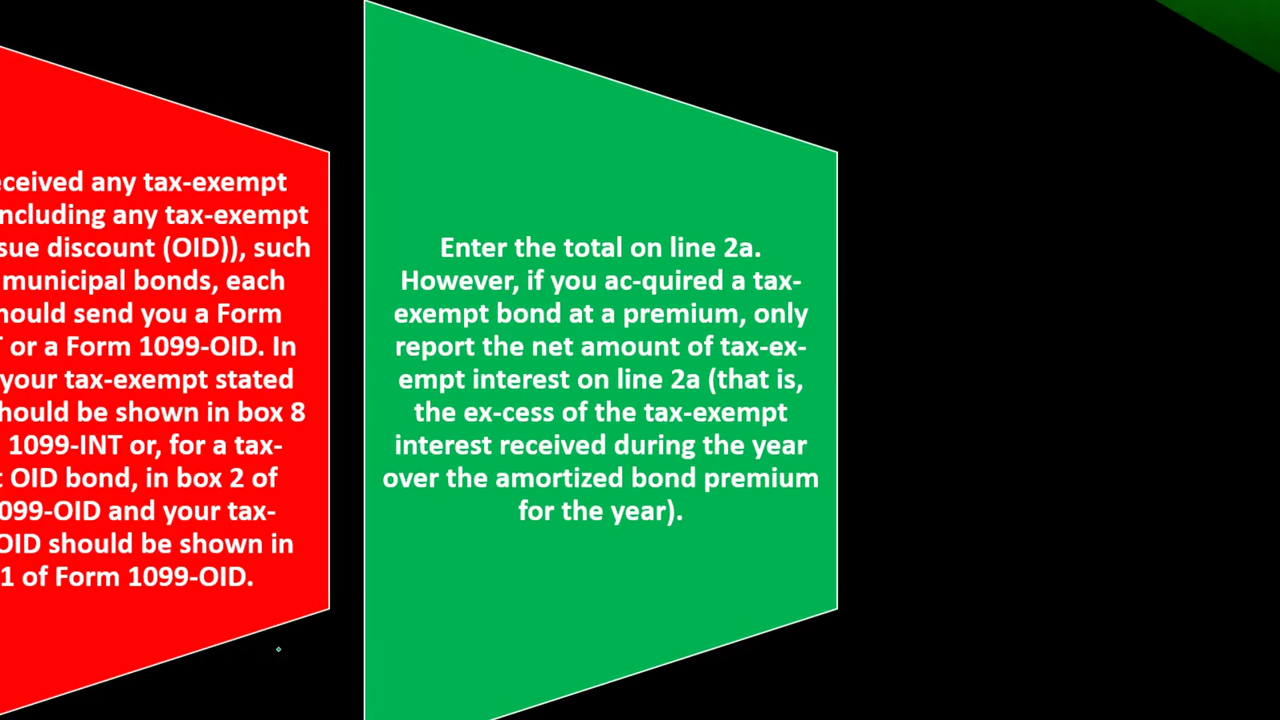 eceived any tax-exempt
ncluding any tax-exempt
sue discount (OID)), such
municipal bonds, each
hould send you a Form
or a Form 1099-OID. In
your tax-exempt stated
hould be shown in box 8
1099-INT or, for a tax-
OID bond, in box 2 of
099-OID and your tax-
OID should be shown in
1 of Form 1099-OID.
Enter the total on line 2a.
However, if you ac-quired a tax-
exempt bond at a premium, only
report the net amount of tax-ex-
empt interest on line 2a (that is,
the ex-cess of the tax-exempt
interest received during the year
over the amortized bond premium
for the year).